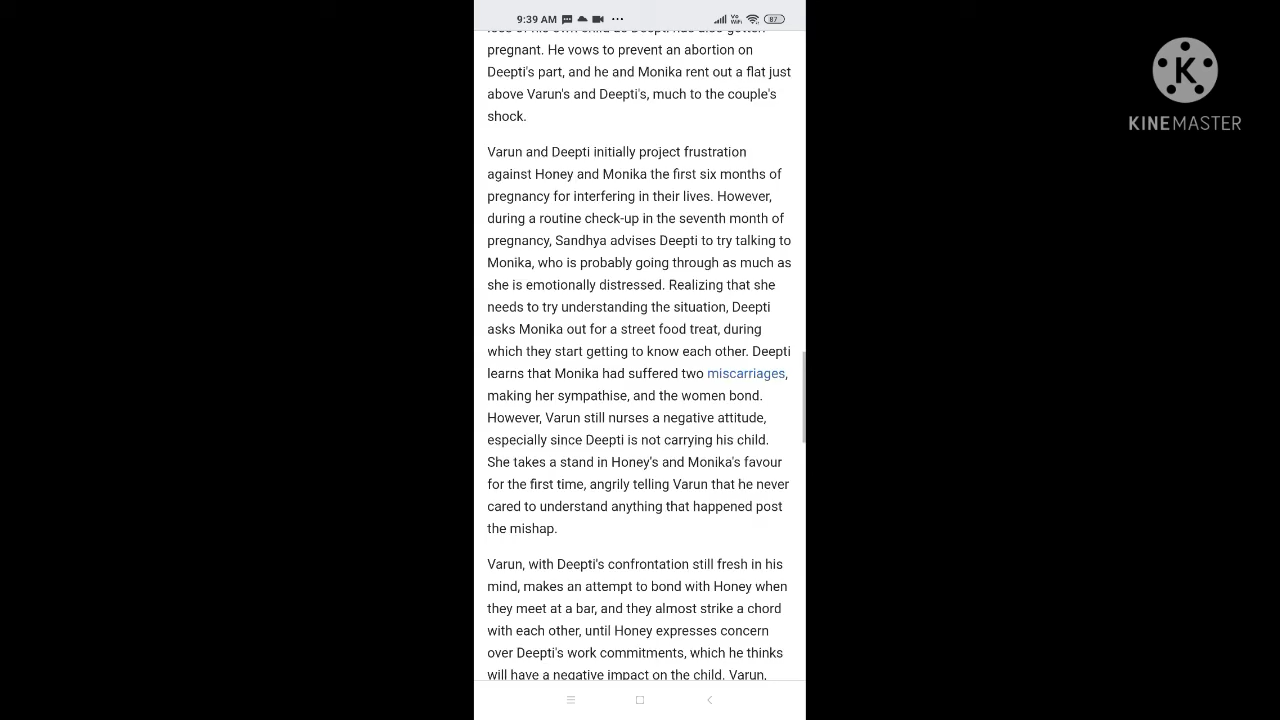 9:39 AM
Vo
WiFi
87
pregnant. He vows to prevent an abortion on
Deepti's part, and he and Monika rent out a flat just
above Varun's and Deepti's, much to the couple's
shock.
Varun and Deepti initially project frustration
against Honey and Monika the first six months of
pregnancy for interfering in their lives. However,
during a routine check-up in the seventh month of
pregnancy, Sandhya advises Deepti to try talking to
Monika, who is probably going through as much as
she is emotionally distressed. Realizing that she
needs to try understanding the situation, Deepti
asks Monika out for a street food treat, during
which they start getting to know each other. Deepti
learns that Monika had suffered two miscarriages,
making her sympathise, and the women bond.
However, Varun still nurses a negative attitude,
especially since Deepti is not carrying his child.
She takes a stand in Honey's and Monika's favour
for the first time, angrily telling Varun that he never
cared to understand anything that happened post
the mishap.
Varun, with Deepti's confrontation still fresh in his
mind, makes an attempt to bond with Honey when
they meet at a bar, and they almost strike a chord
with each other, until Honey expresses concern
over Deepti's work commitments, which he thinks
will have a negative impact on the child. Varun,
K
KINEMASTER